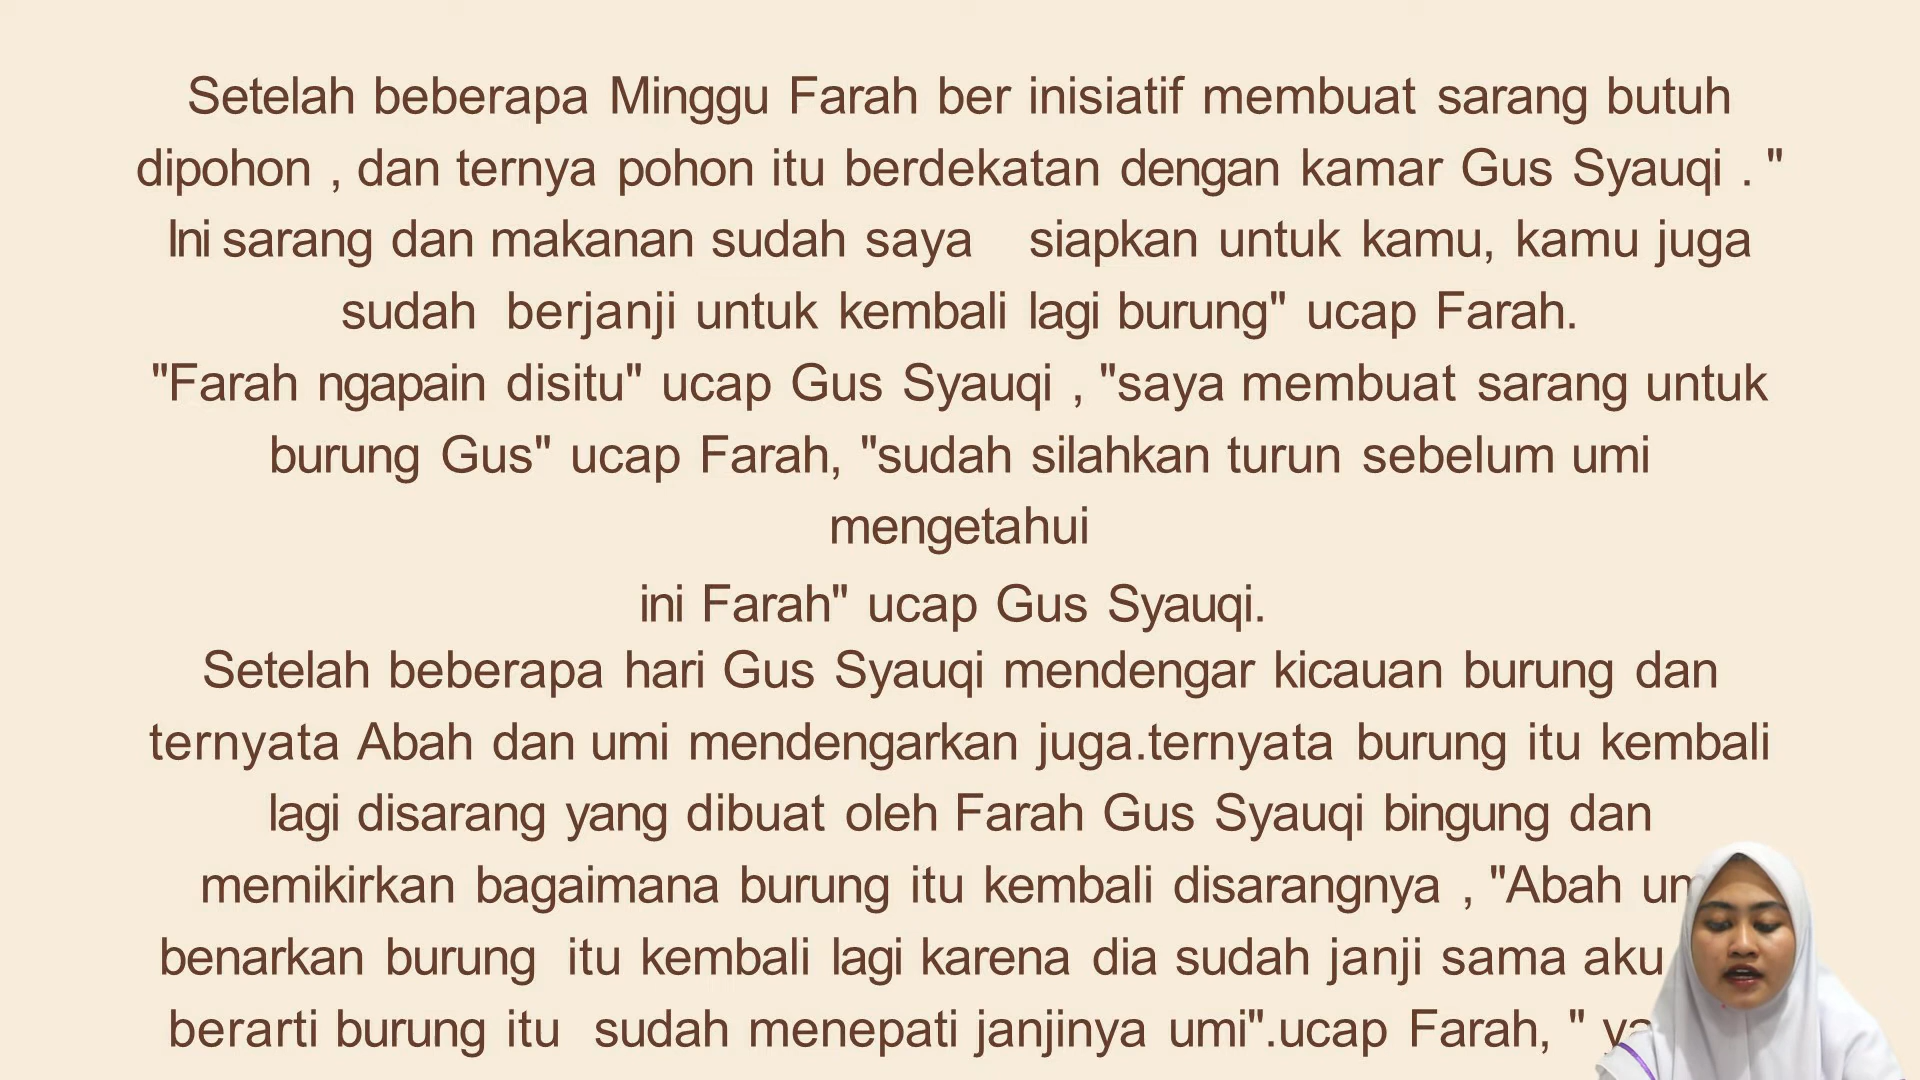 Setelah beberapa Minggu Farah ber inisiatif membuat sarang butuh
dipohon , dan ternya pohon itu berdekatan dengan kamar Gus Syauqi . "
Ini sarang dan makanan sudah saya siapkan untuk kamu, kamu juga
sudah berjanji untuk kembali lagi burung" ucap Farah.
"Farah ngapain disitu" ucap Gus Syauqi , "saya membuat sarang untuk
burung Gus" ucap Farah, "sudah silahkan turun sebelum umi
mengetahui
ini Farah" ucap Gus Syauqi.
Setelah beberapa hari Gus Syauqi mendengar kicauan burung dan
ternyata Abah dan umi mendengarkan juga.ternyata burung itu kembali
lagi disarang yang dibuat oleh Farah Gus Syauqi bingung dan
memikirkan bagaimana burung itu kembali disarangnya , "Abah
benarkan burung itu kembali lagi karena dia sudah janji sama aku
berarti burung itu sudah menepati janjinya umi".ucap Farah, "